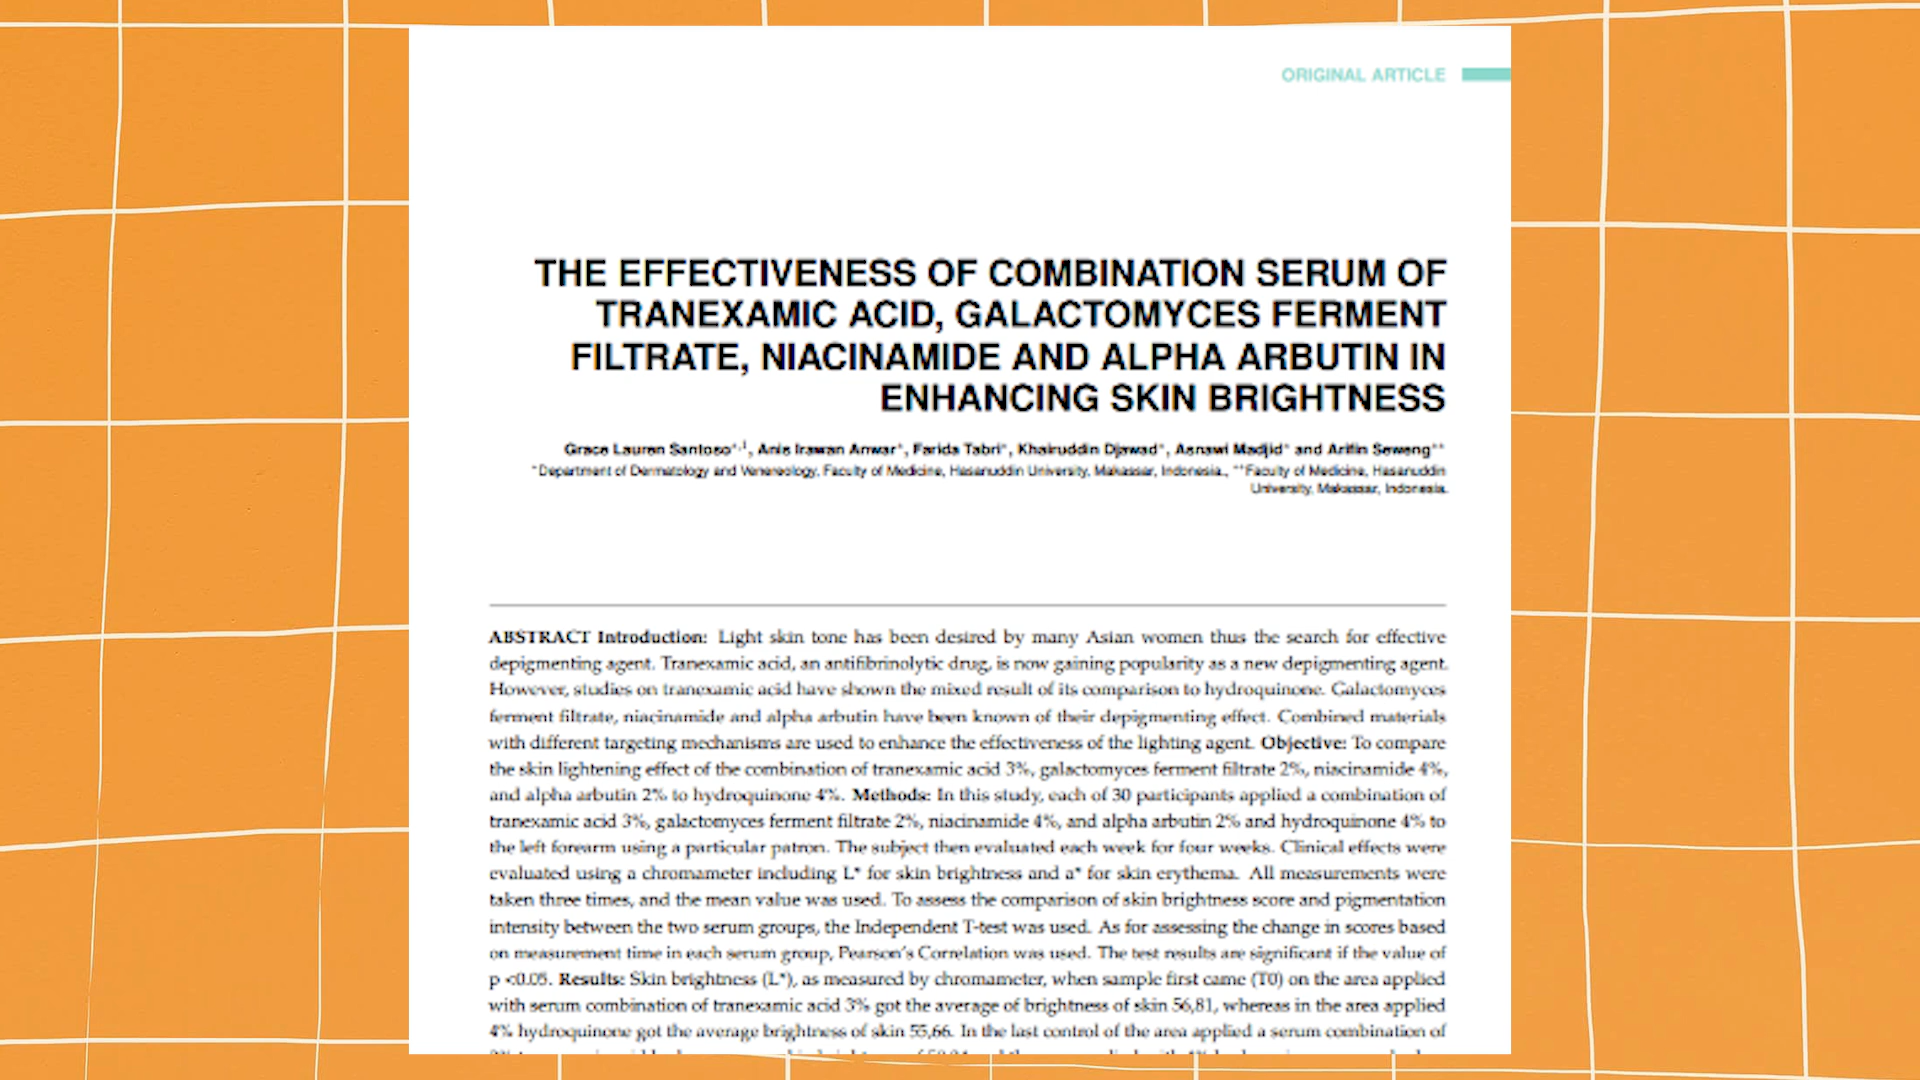 ORIGINAL ARTICLE
THE EFFECTIVENESS OF COMBINATION SERUM OF
TRANEXAMIC ACID, GALACTOMYCES FERMENT
FILTRATE, NIACINAMIDE AND ALPHA ARBUTIN IN
ENHANCING SKIN BRIGHTNESS
Grace Lauren Santoso*,1, Anis Irawan Anwar*, Farida Tabri*, Khairuddin Djawad*, Asnawi Madjid* and Arifin Seweng**
*Department of Dermatology and Venereology, Faculty of Medicine, Hasanuddin University, Makassar, Indonesia., **Faculty of Medicine, Hasanuddin
University, Makassar, Indonesia.
ABSTRACT Introduction: Light skin tone has been desired by many Asian women thus the search for effective
depigmenting agent. Tranexamic acid, an antifibrinolytic drug, is now gaining popularity as a new depigmenting agent.
However, studies on tranexamic acid have shown the mixed result of its comparison to hydroquinone. Galactomyces
ferment filtrate, niacinamide and alpha arbutin have been known of their depigmenting effect. Combined materials
with different targeting mechanisms are used to enhance the effectiveness of the lighting agent. Objective: To compare
the skin lightening effect of the combination of tranexamic acid 3%, galactomyces ferment filtrate 2%, niacinamide 4%,
and alpha arbutin 2% to hydroquinone 4%. Methods: In this study, each of 30 participants applied a combination of
tranexamic acid 3%, galactomyces ferment filtrate 2%, niacinamide 4%, and alpha arbutin 2% and hydroquinone 4% to
the left forearm using a particular patron. The subject then evaluated each week for four weeks. Clinical effects were
evaluated using a chromameter including L* for skin brightness and a* for skin erythema. All measurements were
taken three times, and the mean value was used. To assess the comparison of skin brightness score and pigmentation
intensity between the two serum groups, the Independent T-test was used. As for assessing the change in scores based
on measurement time in each serum group, Pearson's Correlation was used. The test results are significant if the value of
p <0.05. Results: Skin brightness (L*), as measured by chromameter, when sample first came (T0) on the area applied
with serum combination of tranexamic acid 3% got the average of brightness of skin 56,81, whereas in the area applied
4% hydroquinone got the average brightness of skin 55,66. In the last control of the area applied a serum combination of